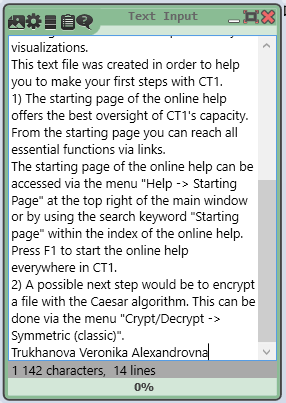 Text Input
visualizations.
This text file was created in order to help
you to make your first steps with CT1.
1) The starting page of the online help
offers the best oversight of CT1's capacity.
From the starting page you can reach all
essential functions via links.
The starting page of the online help can be
accessed via the menu "Help -> Starting
Page" at the top right of the main window
or by using the search keyword "Starting
page" within the index of the online help.
Press F1 to start the online help
everywhere in CT1.
2) A possible next step would be to encrypt
a file with the Caesar algorithm. This can be
done via the menu "Crypt/Decrypt ->
Symmetric (classic)".
Trukhanova Veronika Alexandrovna
1 142 characters, 14 lines
0%